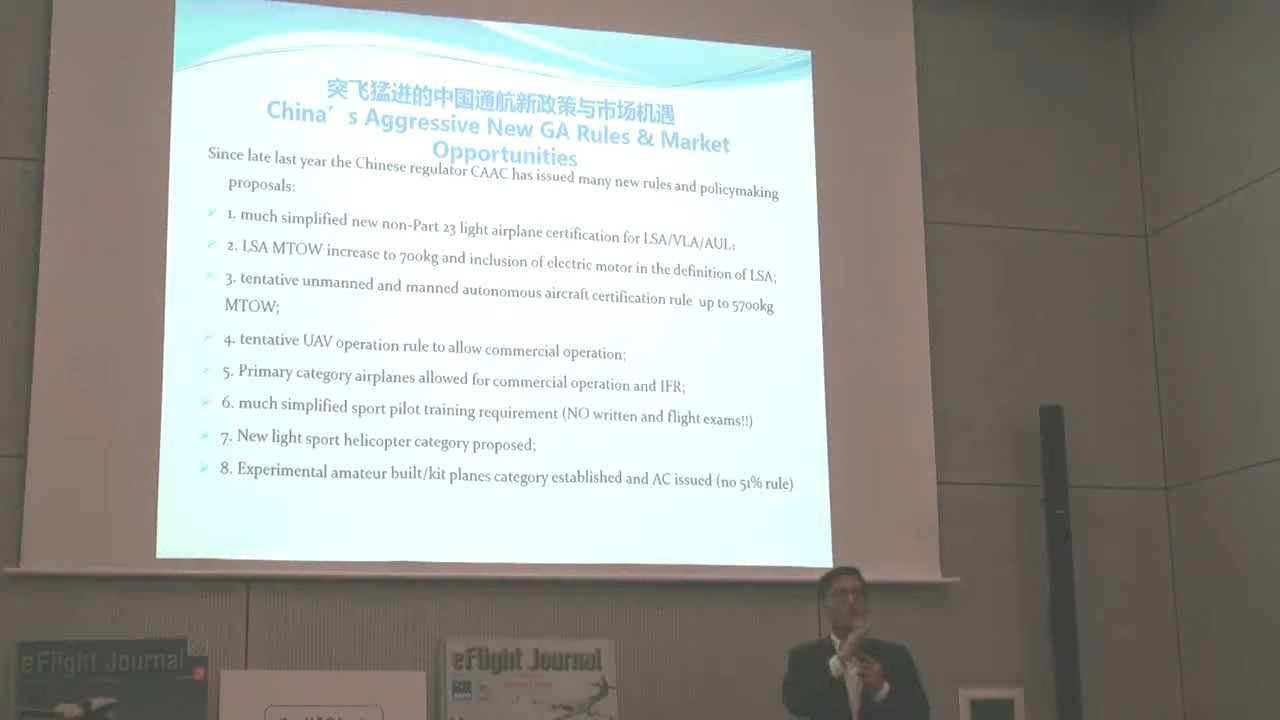 突飞猛进的中国通航新政策与市场机遇
China's Aggressive New GA Rules & Market
Opportunities
Since late last year the Chinese regulator CAAC has issued many new rules and policymaking
proposals:
1. much simplified new non-Part 23 light airplane certification for LSA/VLA/AUL;
2. LSA MTOW increase to 700kg and inclusion of electric motor in the definition of LSA;
3. tentative unmanned and manned autonomous aircraft certification rule up to 5700kg
MTOW;
4. tentative UAV operation rule to allow commercial operation;
5. Primary category airplanes allowed for commercial operation and IFR;
6. much simplified sport pilot training requirement (NO written and flight exams!!)
7. New light sport helicopter category proposed;
8. Experimental amateur built/kit planes category established and AC issued (no 51% rule)
eFlight Journal
eFlight Journal